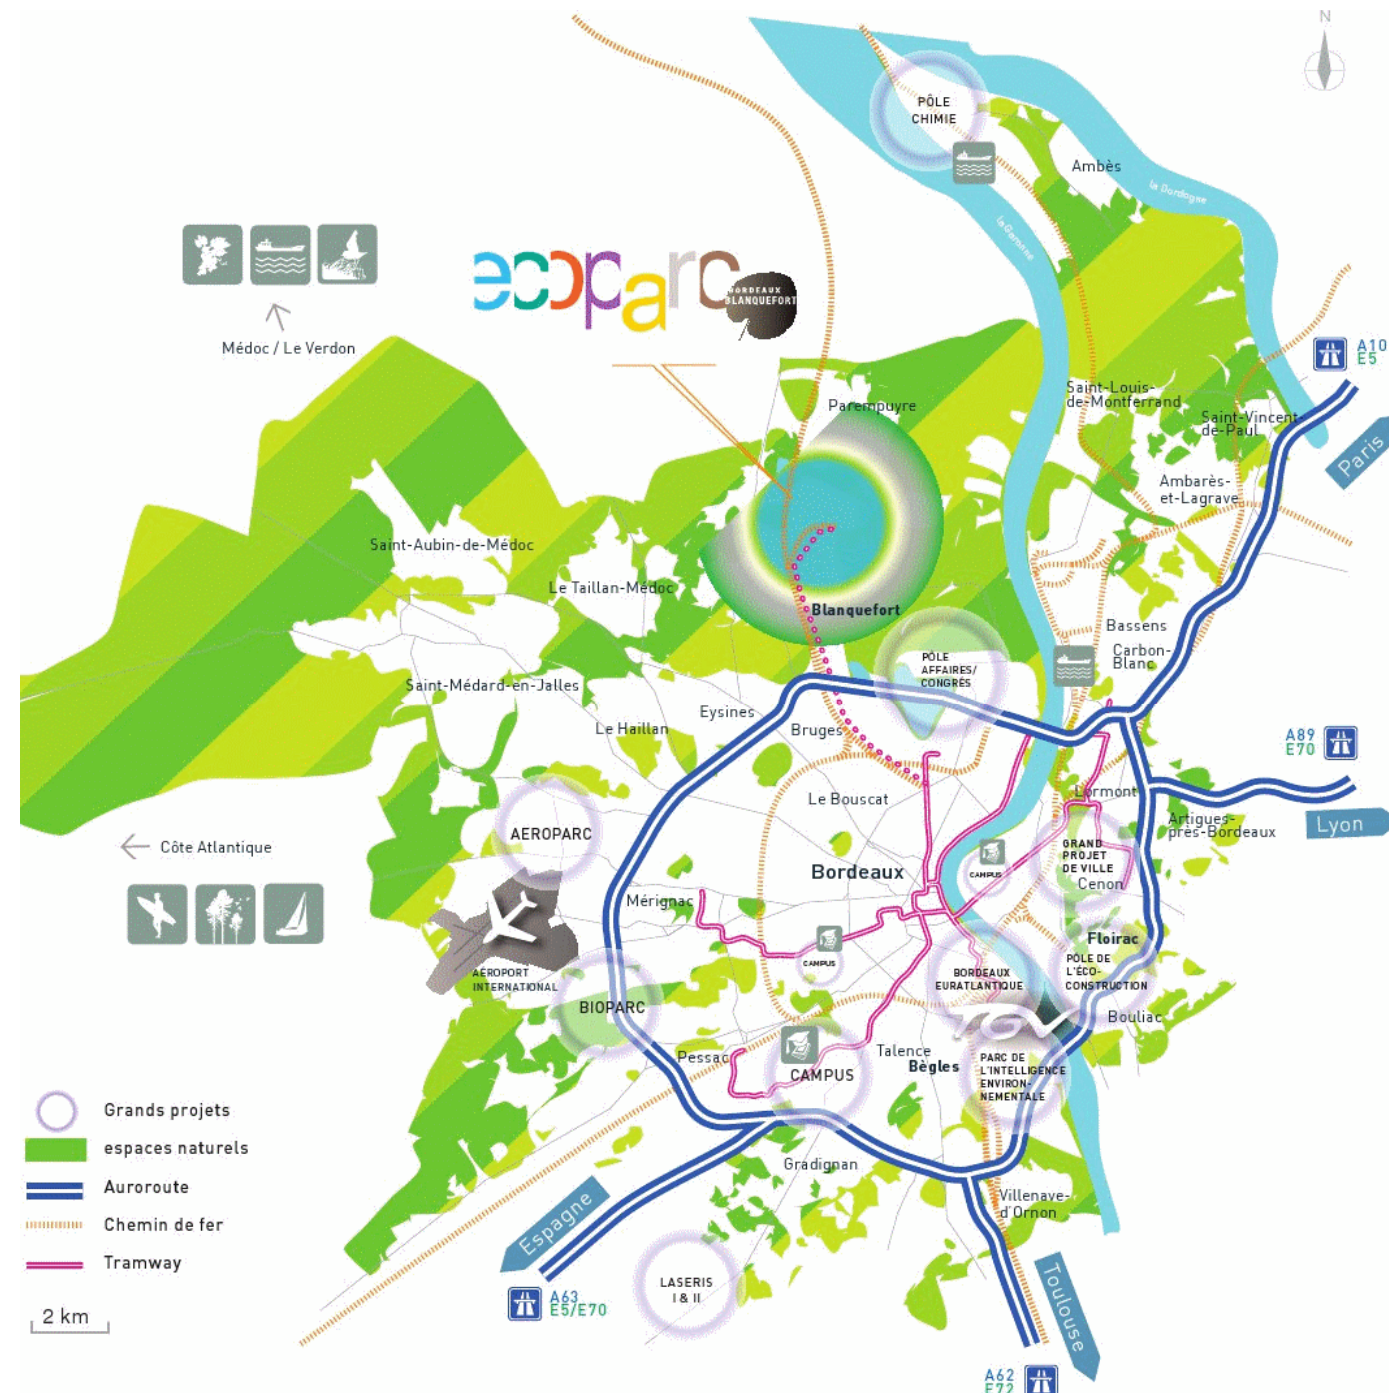 N
PÔLE
CHIMIE
Ambès
la Dordogne
la Garonne
ecoparc
BORDEAUX
BLANQUEFORT
Médoc / Le Verdon
A10
E5
Paris
Parempuyre
Saint-Louis-
de-Montferrand
Saint-Vincent-
de-Paul
Ambarès-
et-Lagrave
Saint-Aubin-de-Médoc
Le Taillan-Médoc
Blanquefort
Bassens
Carbon-
Blanc
PÔLE
AFFAIRES/
CONGRÈS
Saint-Médard-en-Jalles
Eysines
Le Haillan
Bruges
A89
E70
Lyon
Le Bouscat
Lormont
Artigues-
près-Bordeaux
AEROPARC
Côte Atlantique
GRAND
PROJET
DE VILLE
Cenon
Bordeaux
CAMPUS
Mérignac
Floirac
CAMPUS
PÔLE DE
L'ÉCO-
CONSTRUCTION
BORDEAUX
EURATLANTIQUE
AÉROPORT
INTERNATIONAL
BIOPARC
TGV
Bouliac
Pessac
Talence
Bègles
CAMPUS
PARC DE
L'INTELLIGENCE
ENVIRON-
NEMENTALE
Grands projets
espaces naturels
Auroroute
Chemin de fer
Tramway
2 km
Gradignan
Villenave-
d'Ornon
Espagne
A63
E5/E70
LASERIS
I & II
Toulouse
A62
E72